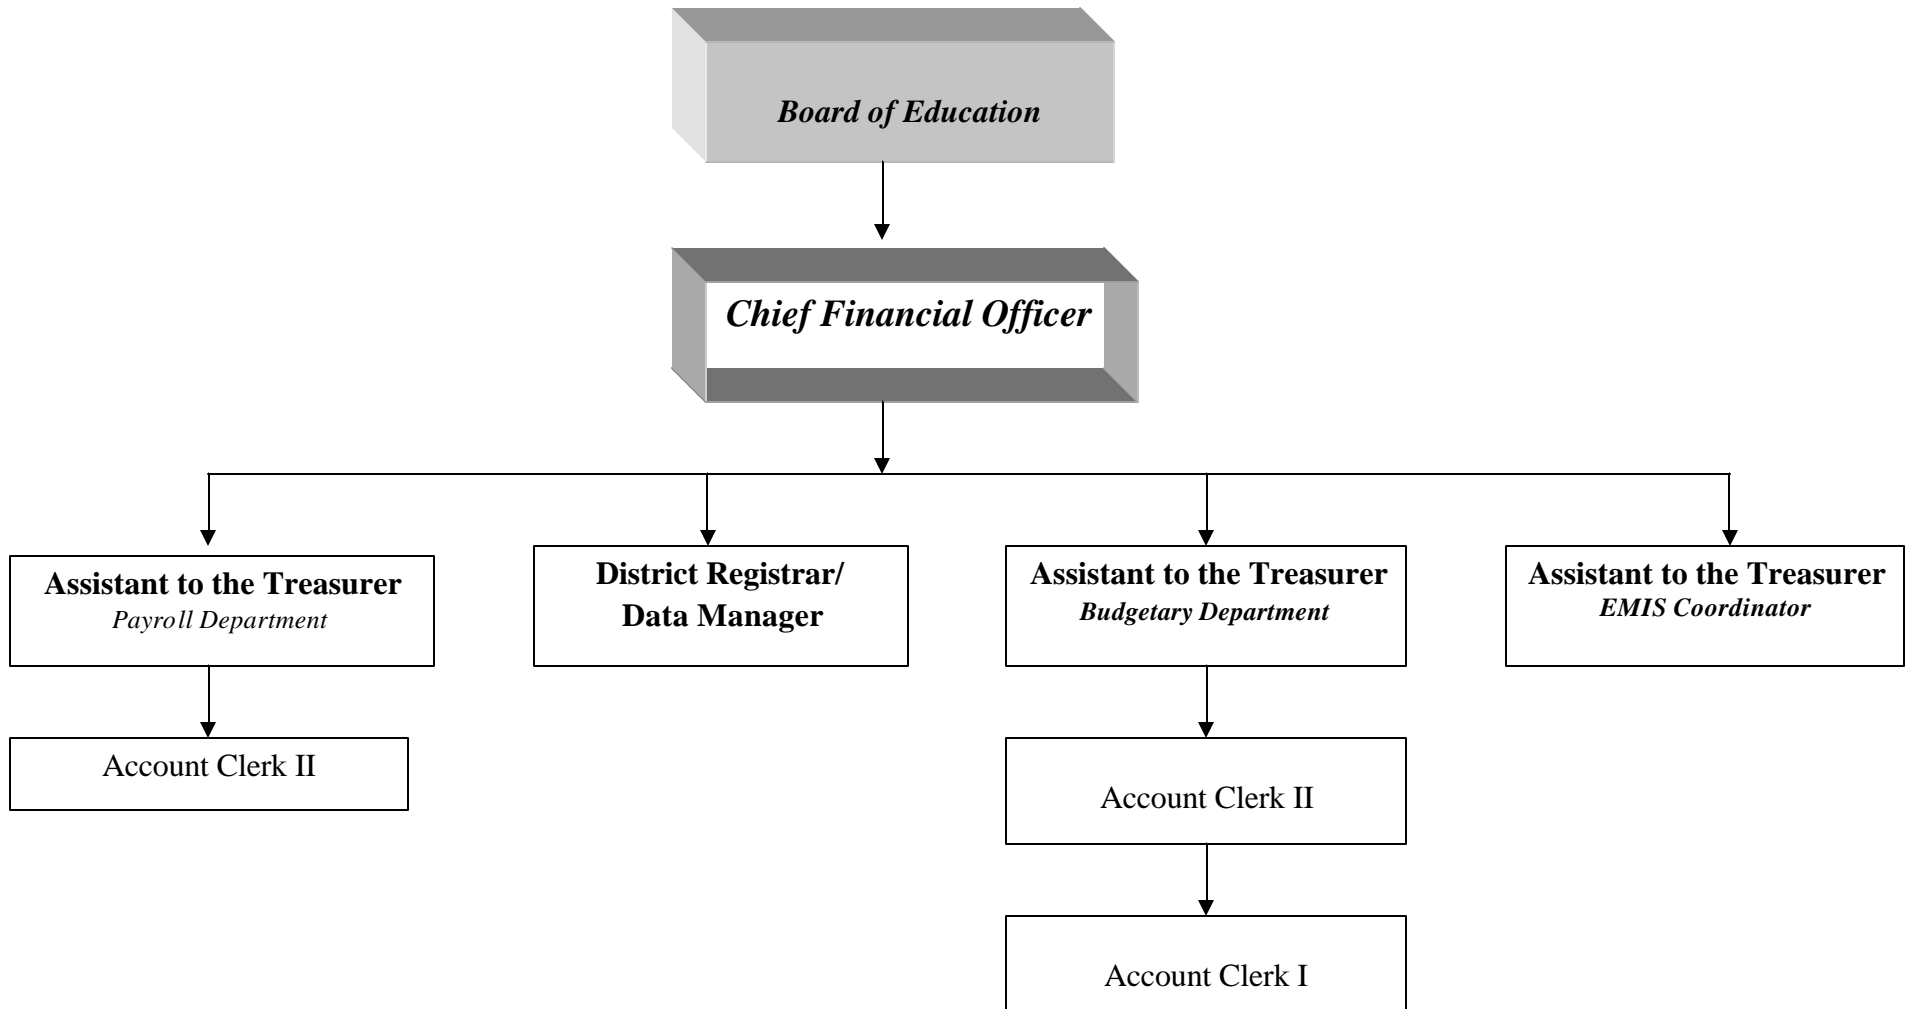 Board of Education
Chief Financial Officer
Assistant to the Treasurer
Payroll Department
District Registrar/
Data Manager
Assistant to the Treasurer
Budgetary Department
Assistant to the Treasurer
EMIS Coordinator
Account Clerk II
Account Clerk II
Account Clerk I